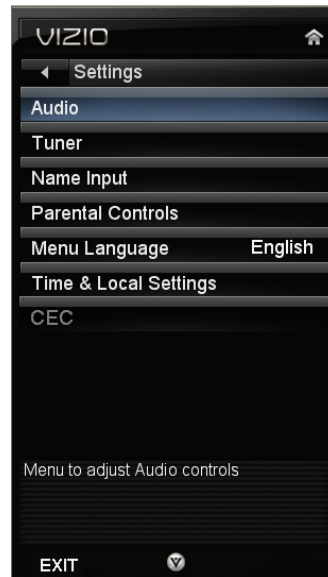 VIZIO
Settings
Audio
Tuner
Name Input
Parental Controls
Menu Language English
Time & Local Settings
CEC
Menu to adjust Audio controls
EXIT